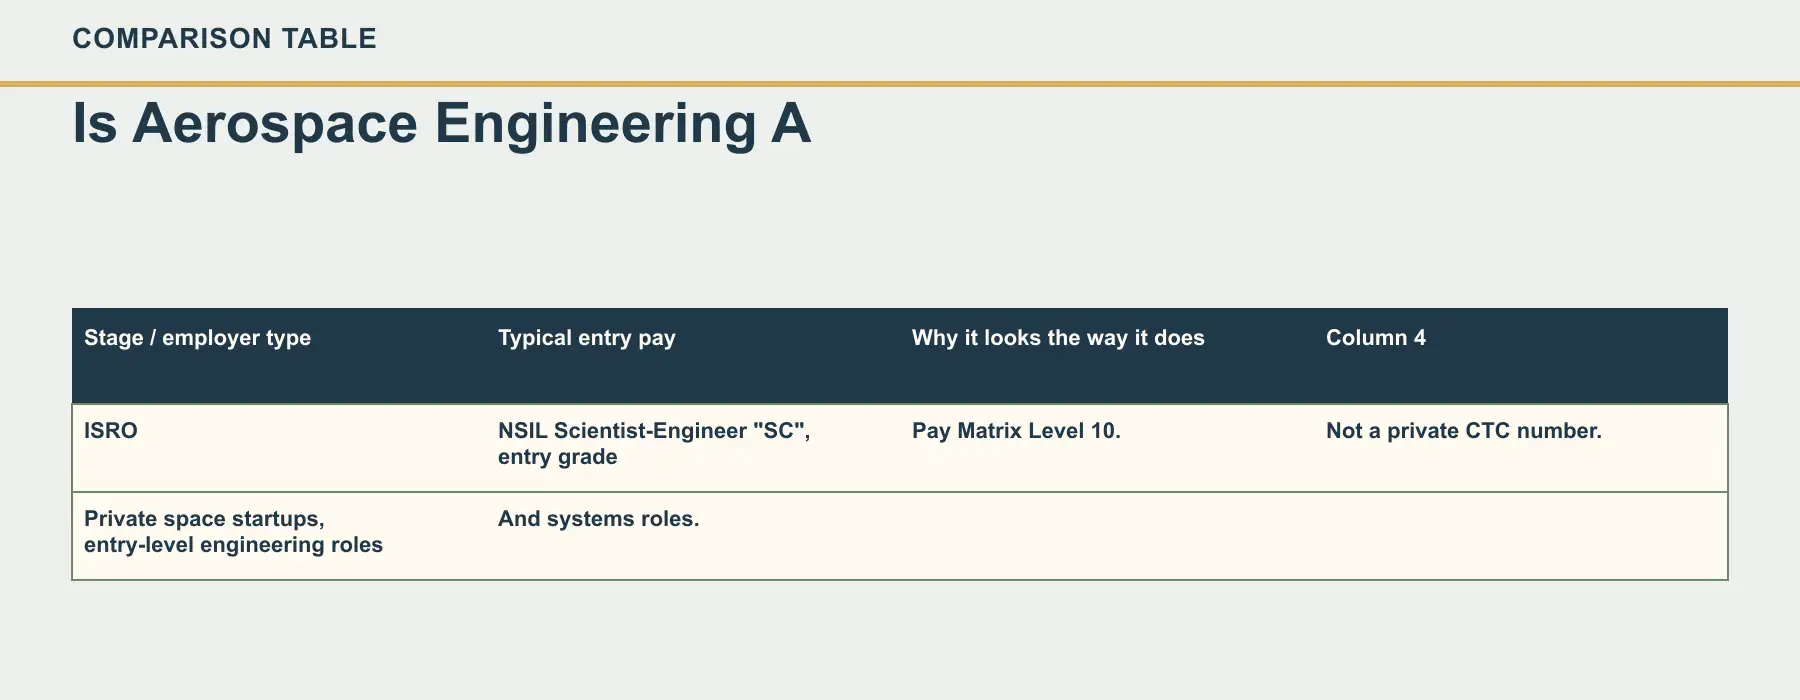 COMPARISON TABLE
Is Aerospace Engineering A
Stage / employer type
Typical entry pay
Why it looks the way it does
Column 4
ISRO
NSIL Scientist-Engineer "SC",
entry grade
Pay Matrix Level 10.
Not a private CTC number.
Private space startups,
entry-level engineering roles
And systems roles.